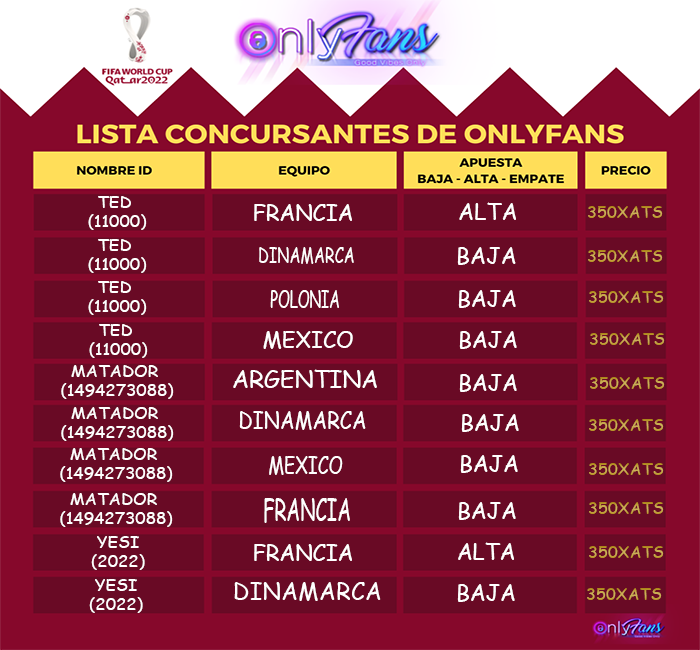 FIFA WORLD CUP
Qatar2022
OnlyFans
Good Vibes Only
LISTA CONCURSANTES DE ONLYFANS
NOMBRE ID
EQUIPO
APUESTA
BAJA - ALTA - EMPATE
PRECIO
TED
(11000)
FRANCIA
ALTA
350XATS
TED
(11000)
DINAMARCA
BAJA
350XATS
TED
(11000)
POLONIA
BAJA
350XATS
TED
(11000)
MEXICO
BAJA
350XATS
MATADOR
(1494273088)
ARGENTINA
BAJA
350XATS
MATADOR
(1494273088)
DINAMARCA
BAJA
350XATS
MATADOR
(1494273088)
MEXICO
BAJA
350XATS
MATADOR
(1494273088)
FRANCIA
BAJA
350XATS
YESI
(2022)
FRANCIA
ALTA
350XATS
YESI
(2022)
DINAMARCA
BAJA
350XATS
OnlyFans